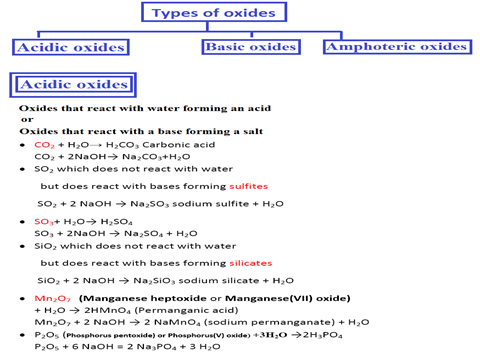 Types of oxides
Acidic oxides
Basic oxides
Amphoteric oxides
Acidic oxides
Oxides that react with water forming an acid
or
Oxides that react with a base forming a salt
• CO₂ + H₂O→ H₂CO₃ Carbonic acid
CO₂ + 2NaOH→ Na₂CO₃+H₂O
• SO₂ which does not react with water
but does react with bases forming sulfites
SO₂ + 2 NaOH → Na₂SO₃ sodium sulfite + H₂O
• SO₃+ H₂O→ H₂SO₄
SO₃ + 2NaOH → Na₂SO₄ + H₂O
• SiO₂ which does not react with water
but does react with bases forming silicates
SiO₂ + 2 NaOH → Na₂SiO₃ sodium silicate + H₂O
• Mn₂O₇ (Manganese heptoxide or Manganese(VII) oxide)
+ H₂O → 2HMnO₄ (Permanganic acid)
Mn₂O₇ + 2 NaOH → 2 NaMnO₄ (sodium permanganate) + H₂O
• P₂O₅ (Phosphorus pentoxide) or Phosphorus(V) oxide) +3H₂O →2H₃PO₄
P₂O₅ + 6 NaOH = 2 Na₃PO₄ + 3 H₂O